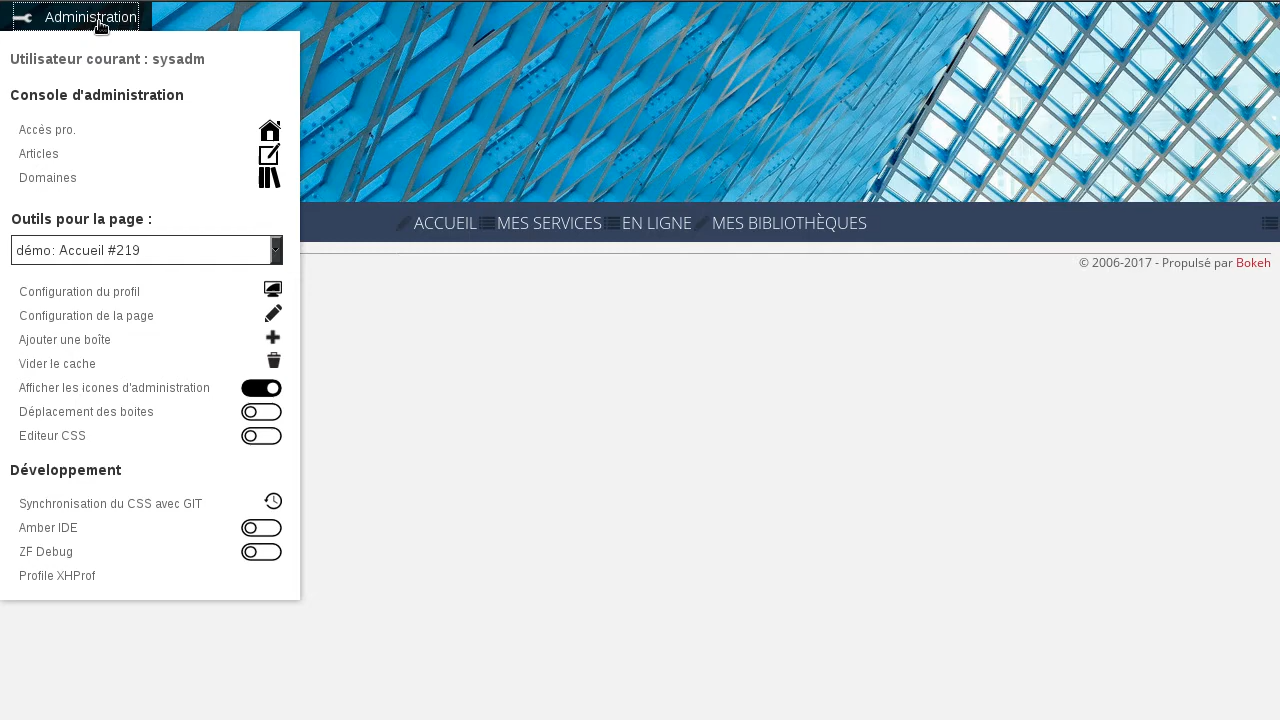 Administration
Utilisateur courant : sysadm
Console d'administration
Accès pro.
Articles
Domaines
Outils pour la page :
démo: Accueil #219
Configuration du profil
Configuration de la page
Ajouter une boîte
Vider le cache
Afficher les icones d'administration
Déplacement des boites
Editeur CSS
Développement
Synchronisation du CSS avec GIT
Amber IDE
ZF Debug
Profile XHProf
ACCUEIL MES SERVICES EN LIGNE MES BIBLIOTHÈQUES
© 2006-2017 - Propulsé par Bokeh